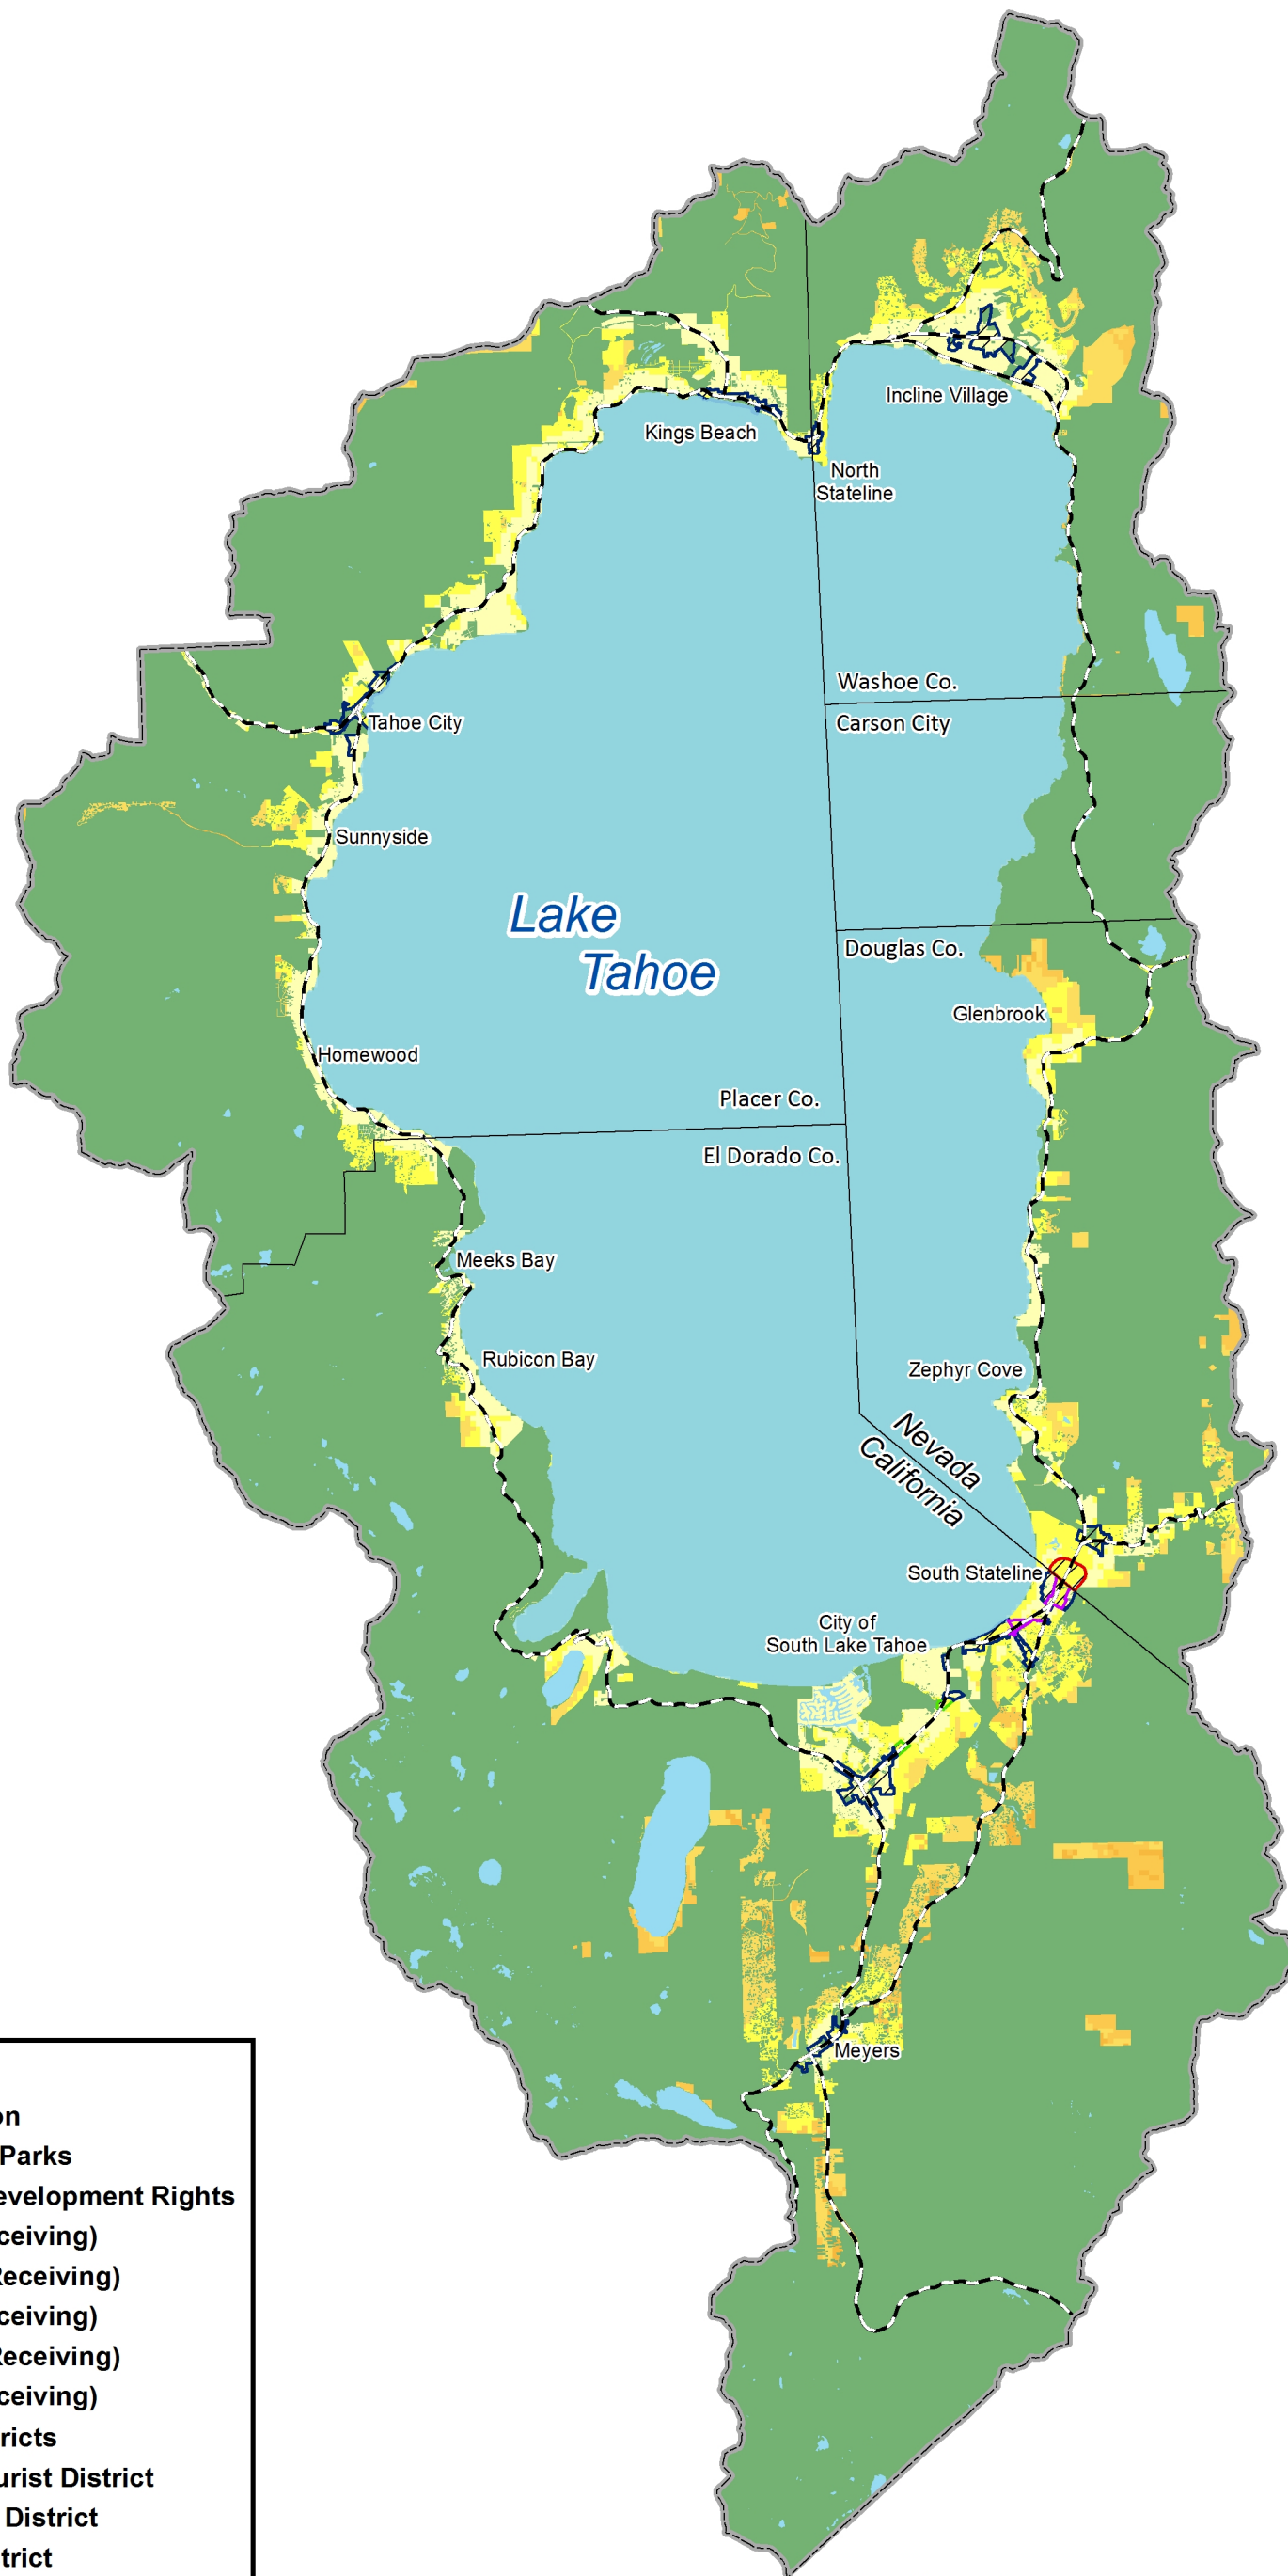 Incline Village
Kings Beach
North
Stateline
Washoe Co.
Carson City
Tahoe City
Sunnyside
Lake
Tahoe
Douglas Co.
Glenbrook
Homewood
Placer Co.
El Dorado Co.
Meeks Bay
Rubicon Bay
Zephyr Cove
Nevada
California
South Stateline
City of
South Lake Tahoe
Meyers
on
Parks
evelopment Rights
ceiving)
Receiving)
ceiving)
Receiving)
ceiving)
tricts
urist District
District
trict